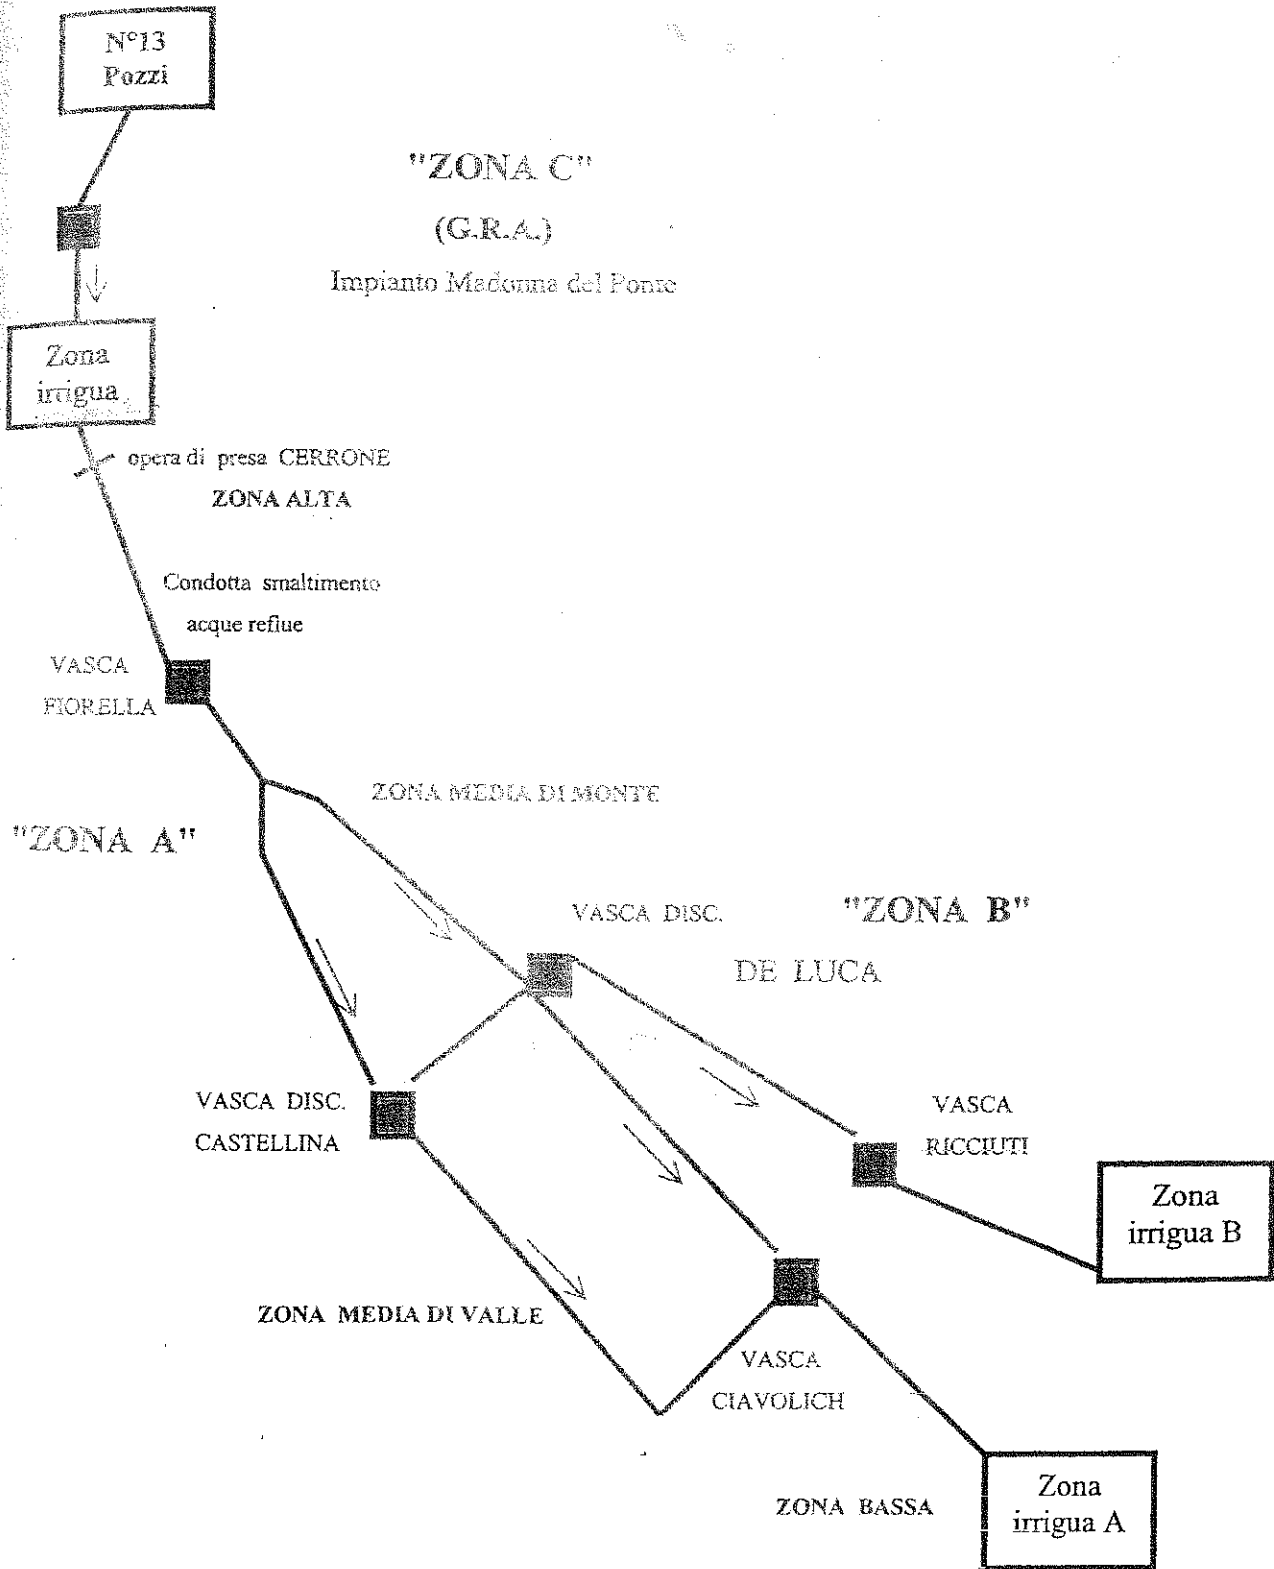 N°13
Pozzi
"ZONA C"
(G.R.A.)
Impianto Madonna del Ponte
Zona
irrigua
opera di presa CERRONE
ZONA ALTA
Condotta smaltimento
acque reflue
VASCA
FIORELLA
ZONA MEDIA DI MONTE
"ZONA A"
VASCA DISC.
DE LUCA
"ZONA B"
VASCA DISC.
CASTELLINA
VASCA
RICCIUTI
Zona
irrigua B
ZONA MEDIA DI VALLE
VASCA
CIAVOLICH
ZONA BASSA
Zona
irrigua A